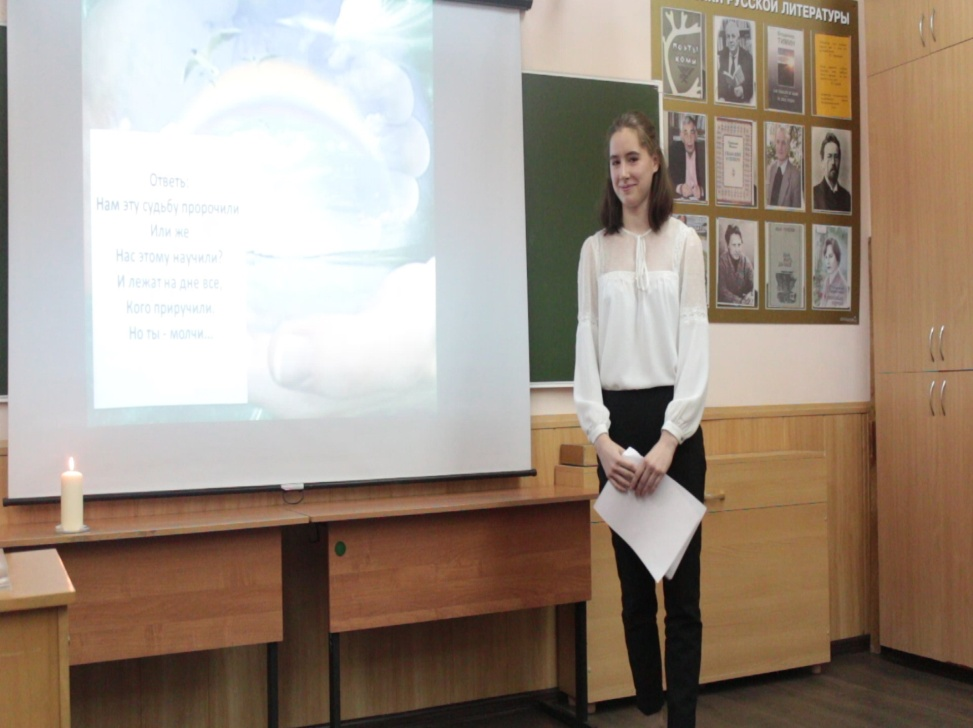 Ответь
Нам эту судьбу пророчили
Или же
Нас этому научили?
И лежат на дне все,
Кого приручили.
Но ты - молчи...
РУССКОЙ ЛИТЕРАТУРЫ